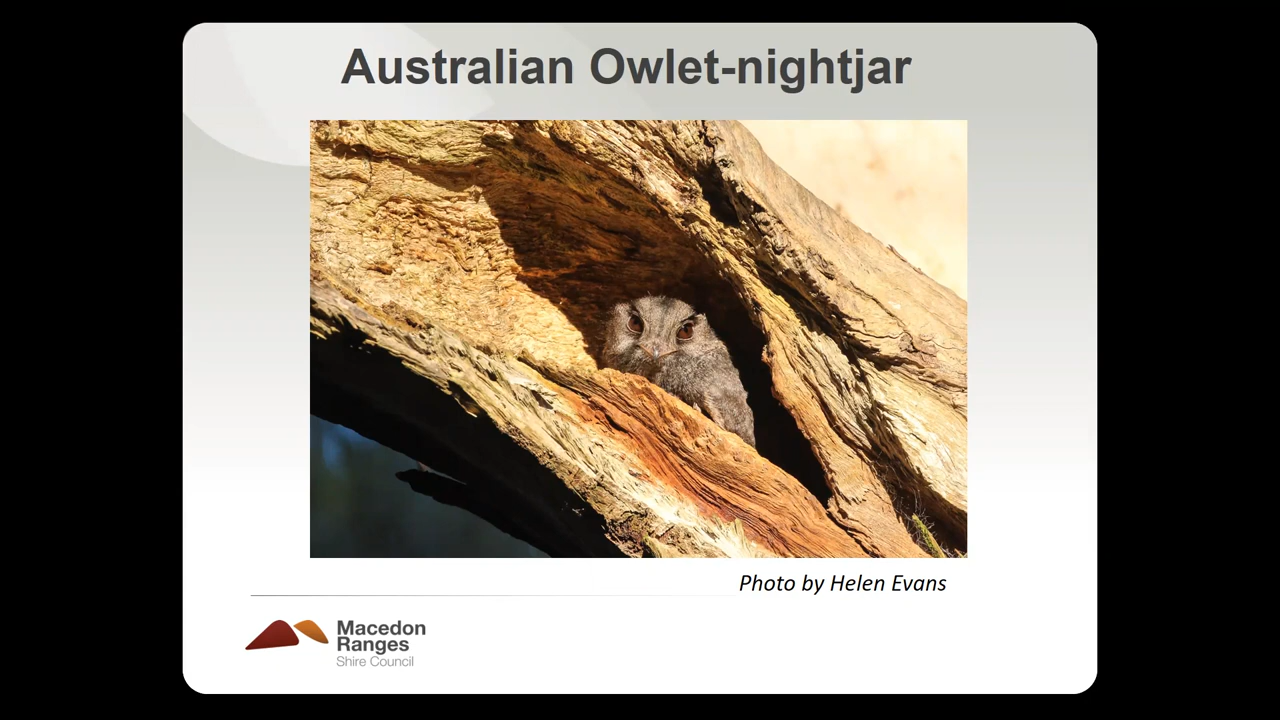 Australian Owlet-nightjar
Photo by Helen Evans
Macedon
Ranges
Shire Council